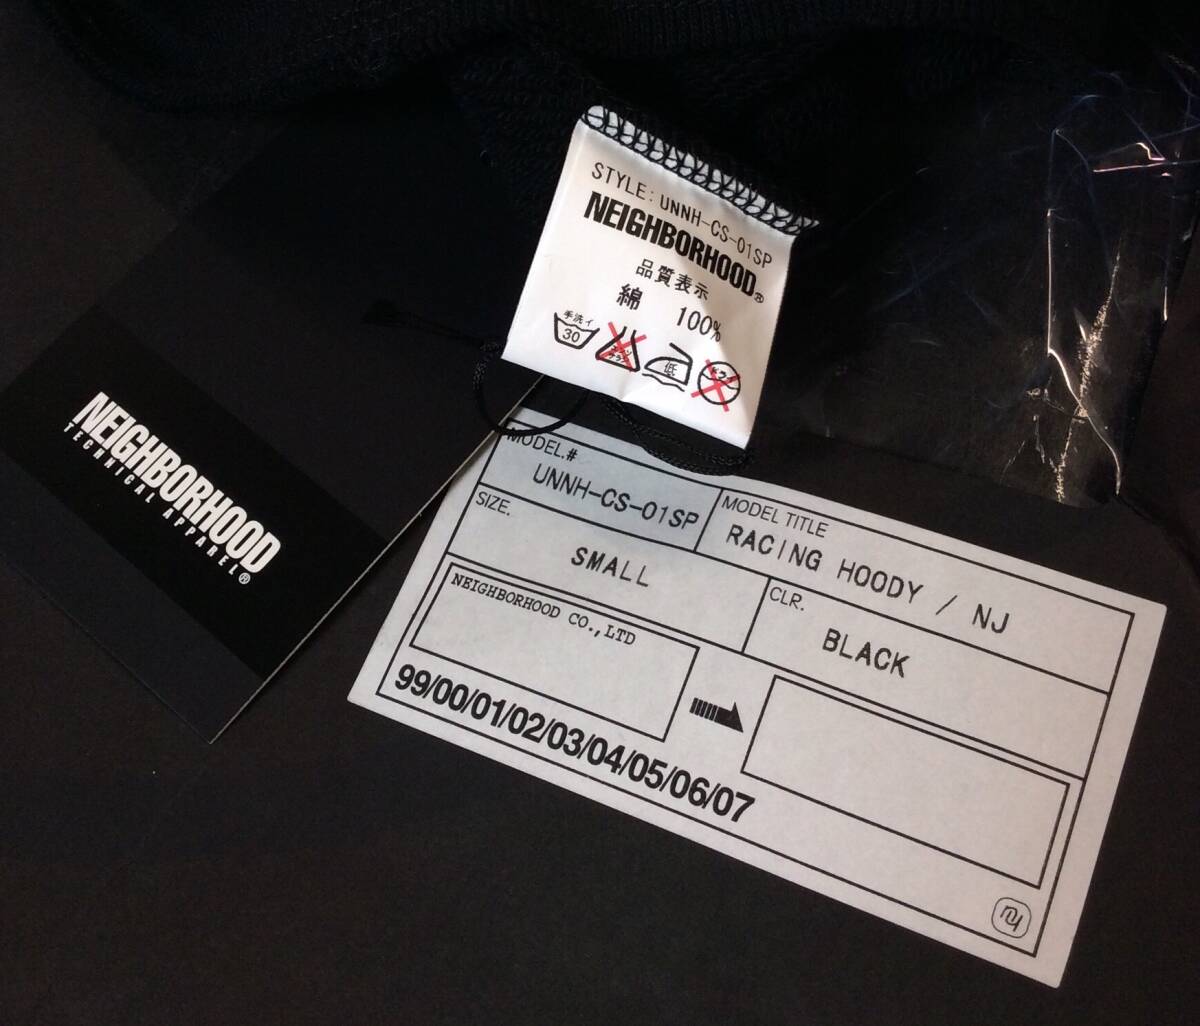 STYLE: UNNH-CS-01SP
NEIGHBORHOOD®
品質表示
綿 100%
手洗イ
30
低
NEIGHBORHOOD
TECHNICAL APPAREL®
MODEL.#
UNNH-CS-01SP
MODEL TITLE
RACING HOODY / NJ
SIZE.
SMALL
CLR.
BLACK
NEIGHBORHOOD CO.,LTD
99/00/01/02/03/04/05/06/07